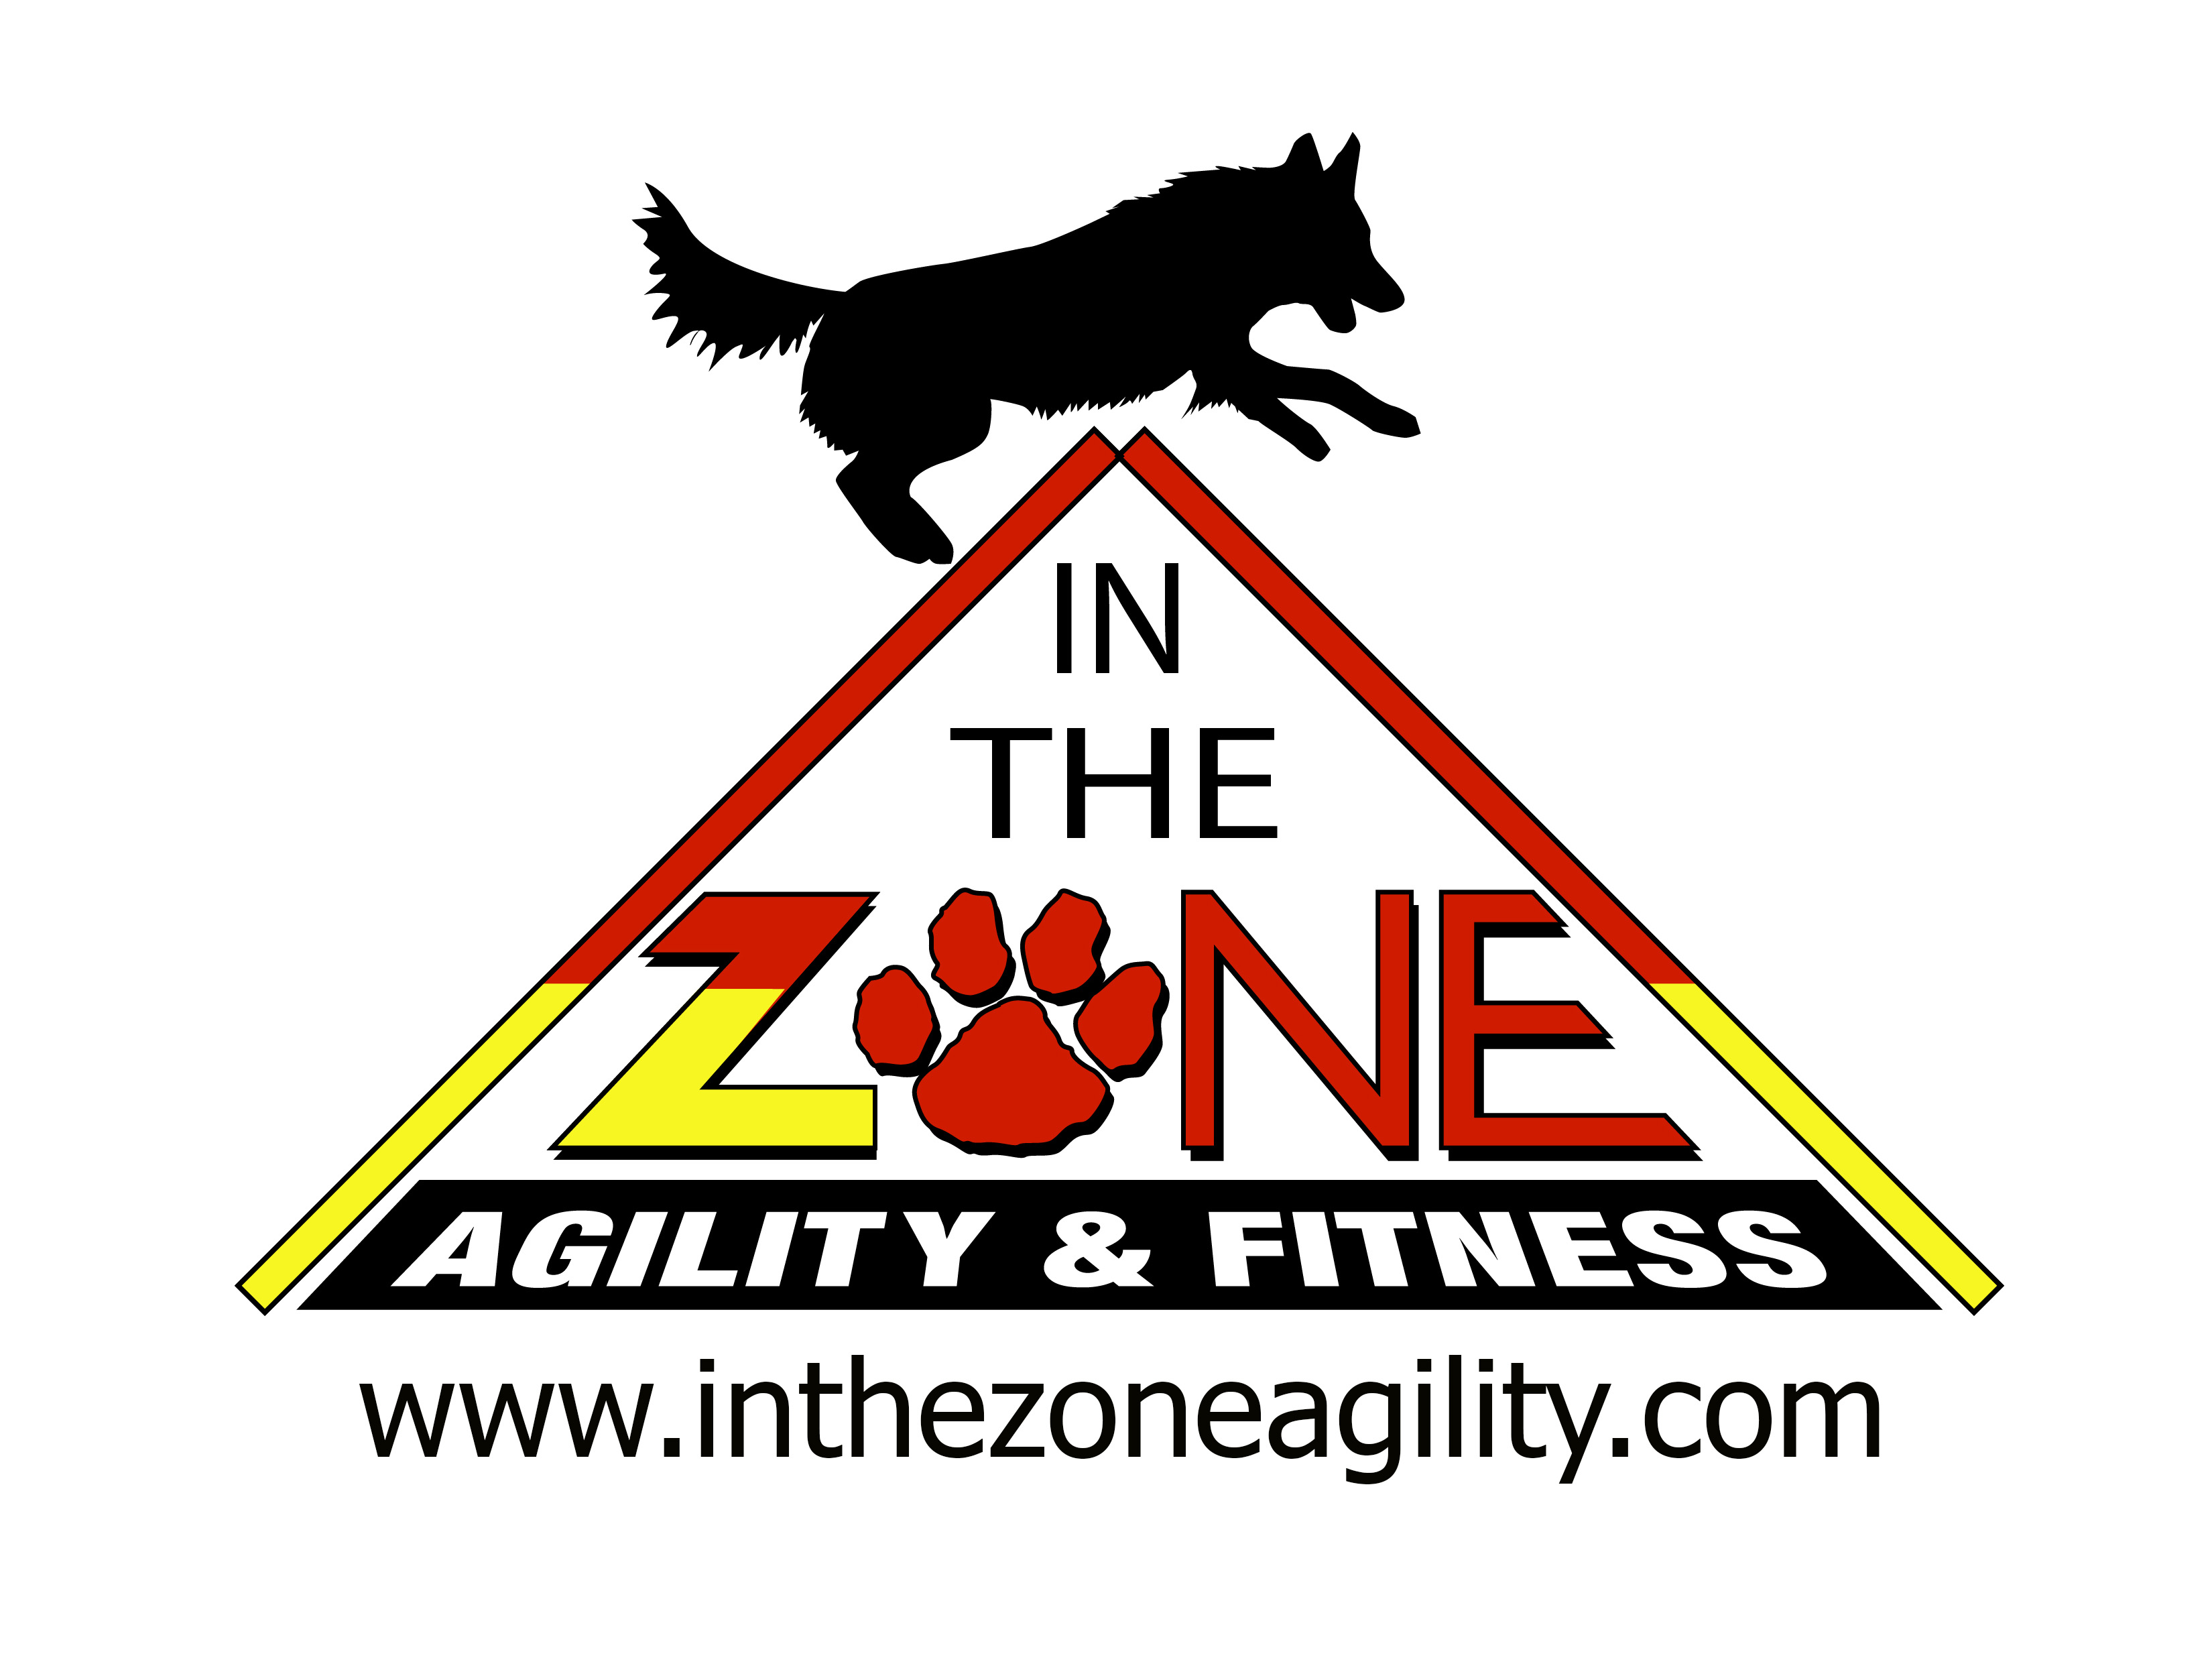 IN
THE
ZONE
AGILITY & FITNESS
www.inthezoneagility.com